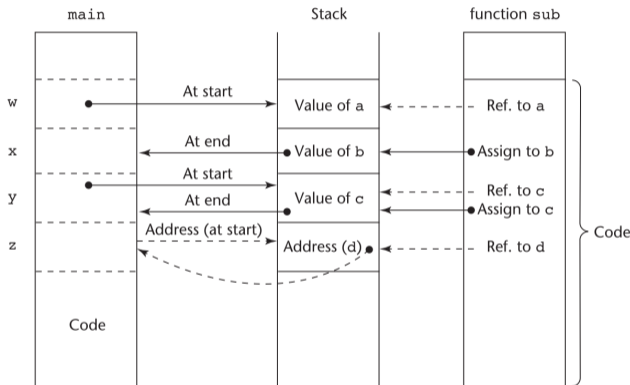 main Stack function sub
At start
w Value of a Ref. to a
At end
x Value of b Assign to b
At start
Ref. to c
y At end Value of c
Assign to c
Address (at start)
z Address (d) Ref. to d
Code
Code